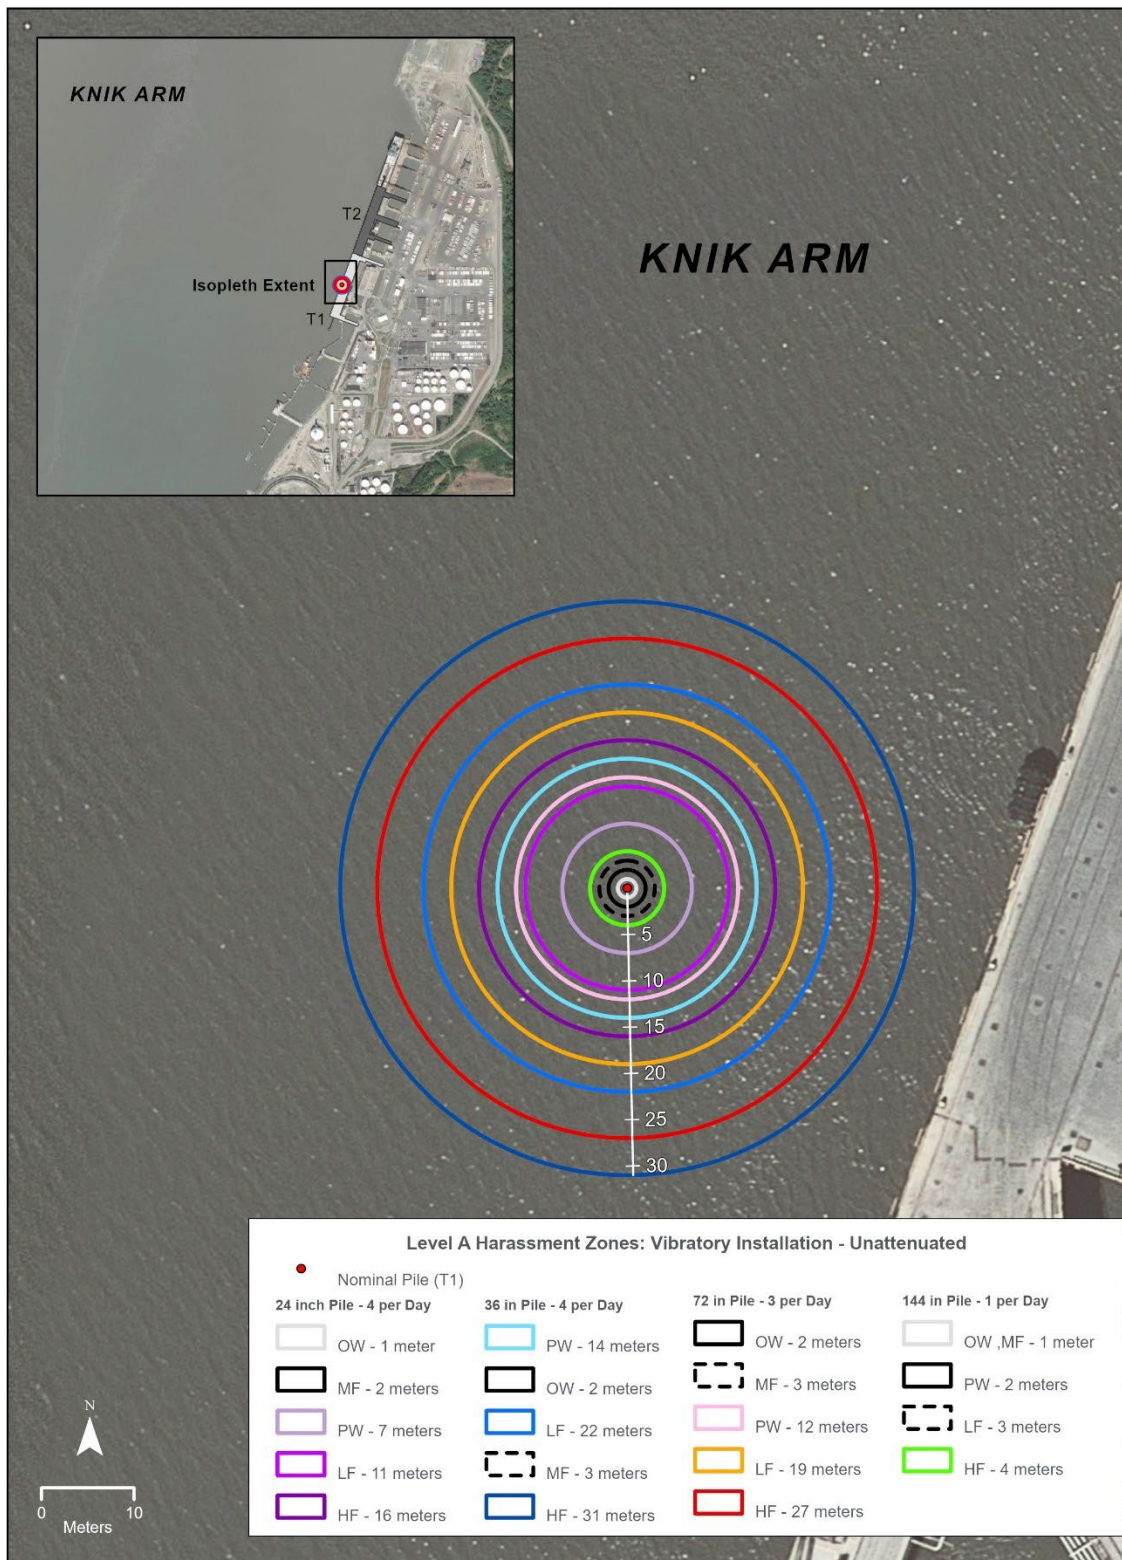 KNIK ARM
T2
Isopleth Extent
T1
KNIK ARM
5
10
15
20
25
30
Level A Harassment Zones: Vibratory Installation - Unattenuated
Nominal Pile (T1)
24 inch Pile - 4 per Day
OW - 1 meter
MF - 2 meters
PW - 7 meters
LF - 11 meters
HF - 16 meters
36 in Pile - 4 per Day
PW - 14 meters
OW - 2 meters
LF - 22 meters
MF - 3 meters
HF - 31 meters
72 in Pile - 3 per Day
OW - 2 meters
MF - 3 meters
PW - 12 meters
LF - 19 meters
HF - 27 meters
144 in Pile - 1 per Day
OW ,MF - 1 meter
PW - 2 meters
LF - 3 meters
HF - 4 meters
N
0 10
Meters